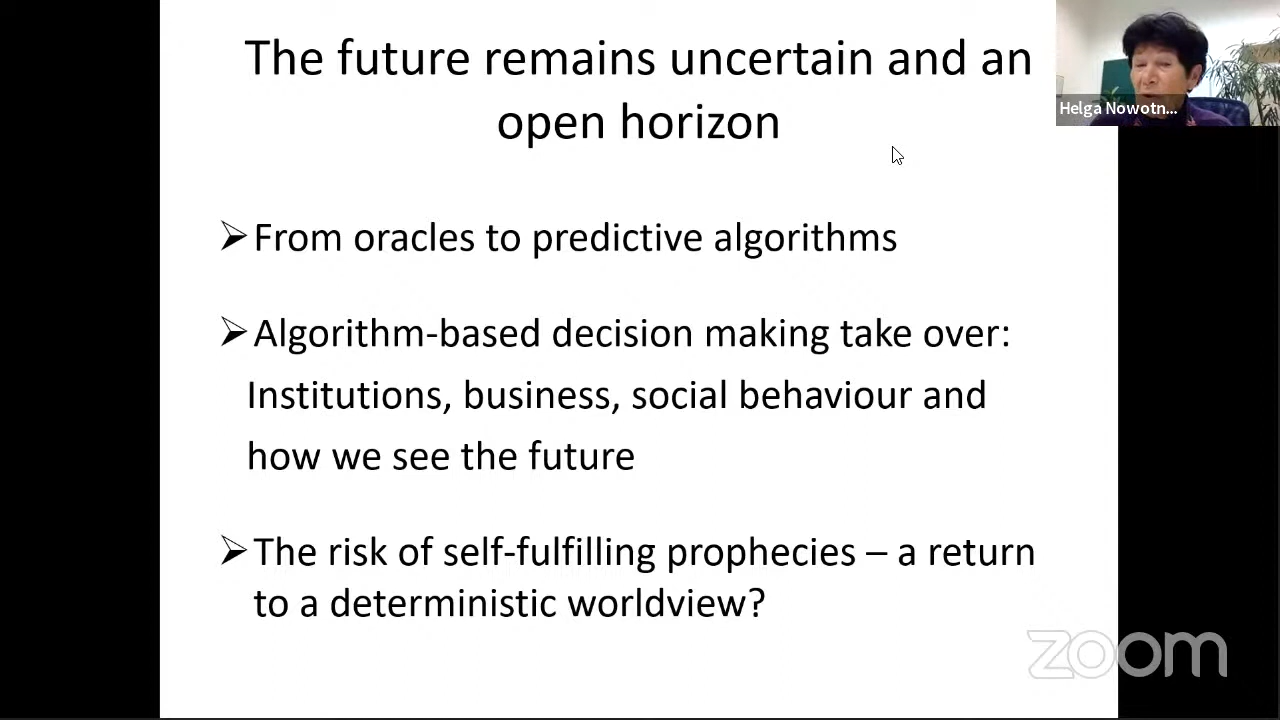 The future remains uncertain and an
open horizon
Helga Nowotn...
➢From oracles to predictive algorithms
➢Algorithm-based decision making take over:
Institutions, business, social behaviour and
how we see the future
➢The risk of self-fulfilling prophecies – a return
to a deterministic worldview?
zoom